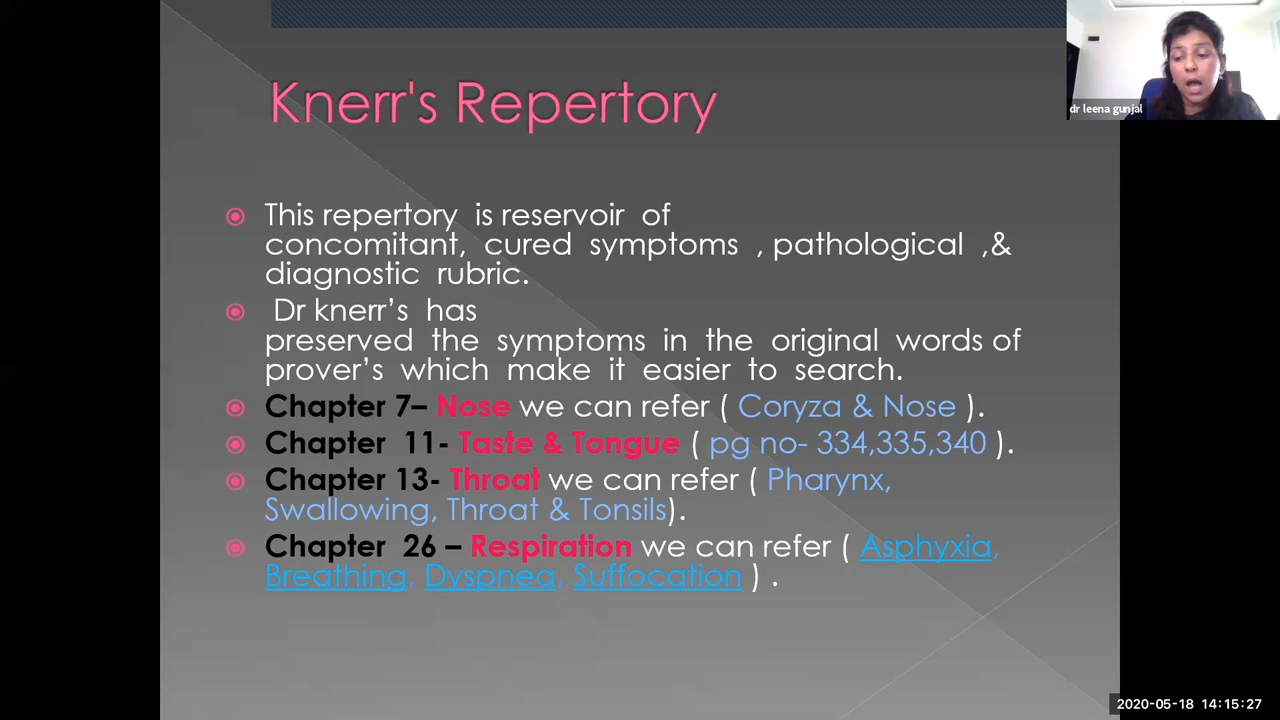 Knerr's Repertory
dr leena gunjal
This repertory is reservoir of
concomitant, cured symptoms , pathological ,&
diagnostic rubric.
Dr knerr’s has
preserved the symptoms in the original words of
prover’s which make it easier to search.
Chapter 7– Nose we can refer ( Coryza & Nose ).
Chapter 11- Taste & Tongue ( pg no- 334,335,340 ).
Chapter 13- Throat we can refer ( Pharynx,
Swallowing, Throat & Tonsils).
Chapter 26 – Respiration we can refer ( Asphyxia,
Breathing, Dyspnea, Suffocation ) .
2020-05-18 14:15:27